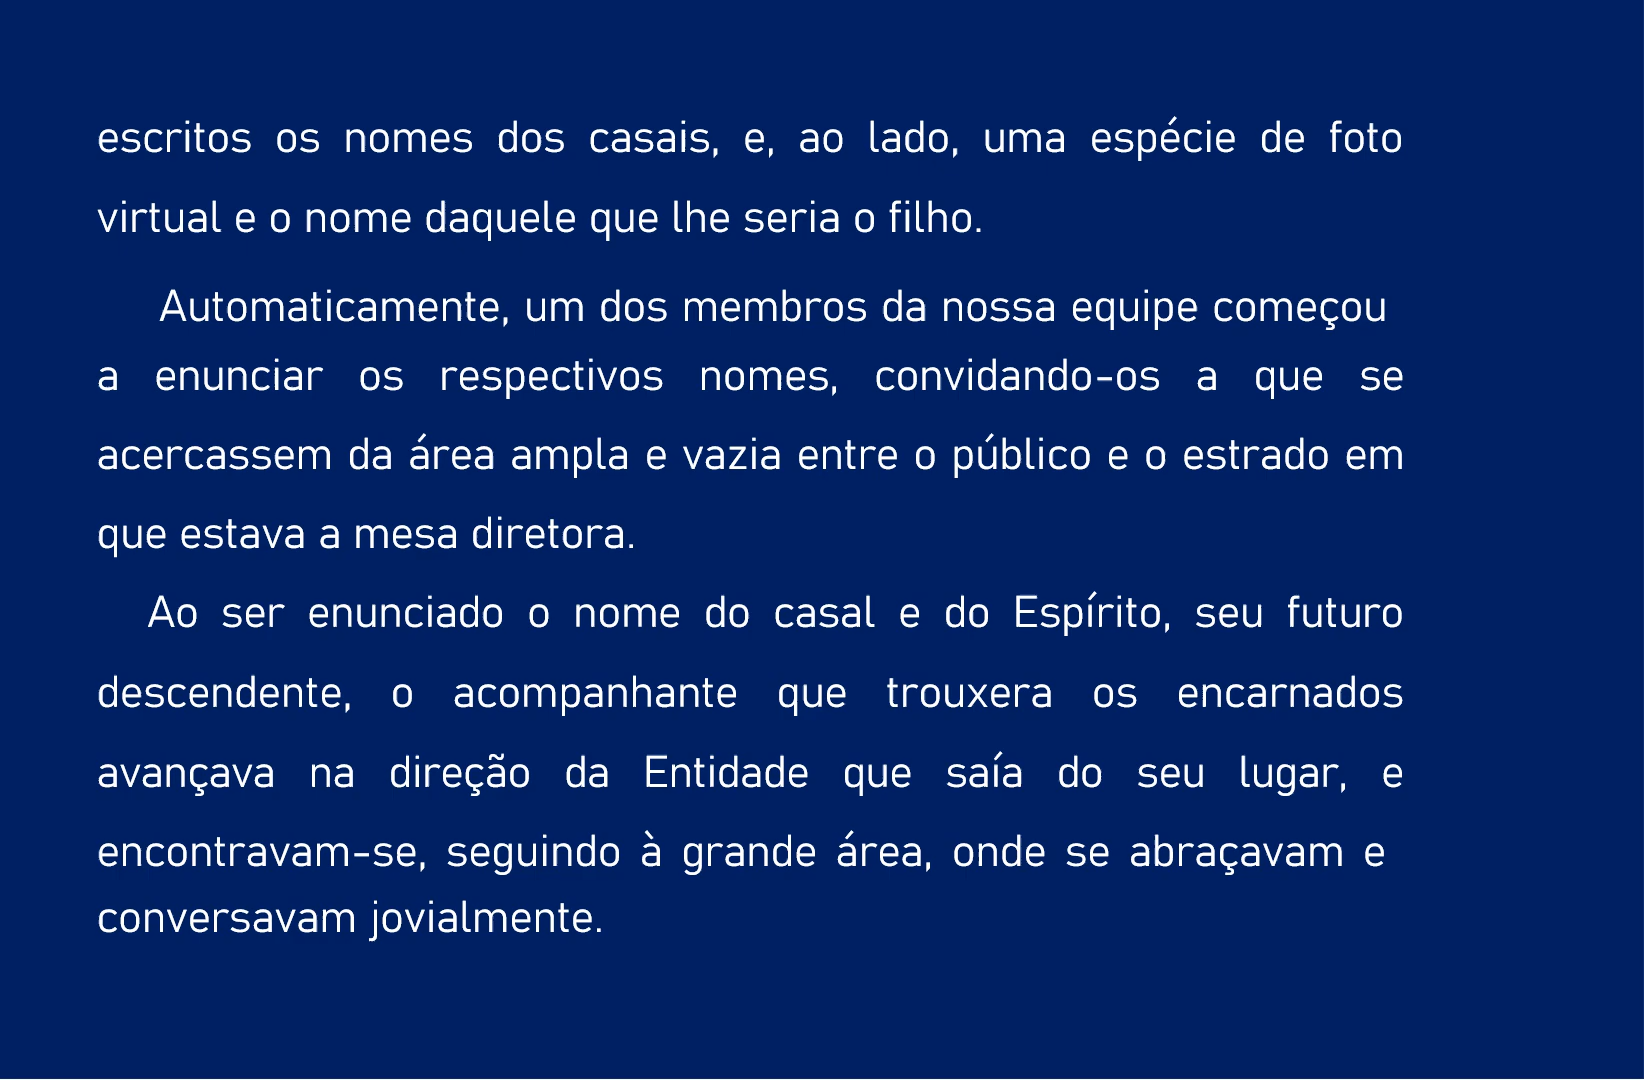 escritos os nomes dos casais, e, ao lado, uma espécie de foto
virtual e o nome daquele que lhe seria o filho.
Automaticamente, um dos membros da nossa equipe começou
a enunciar os respectivos nomes, convidando-os a que se
acercassem da área ampla e vazia entre o público e o estrado em
que estava a mesa diretora.
Ao ser enunciado o nome do casal e do Espírito, seu futuro
descendente, o acompanhante que trouxera os encarnados
avançava na direção da Entidade que saía do seu lugar, e
encontravam-se, seguindo à grande área, onde se abraçavam e
conversavam jovialmente.